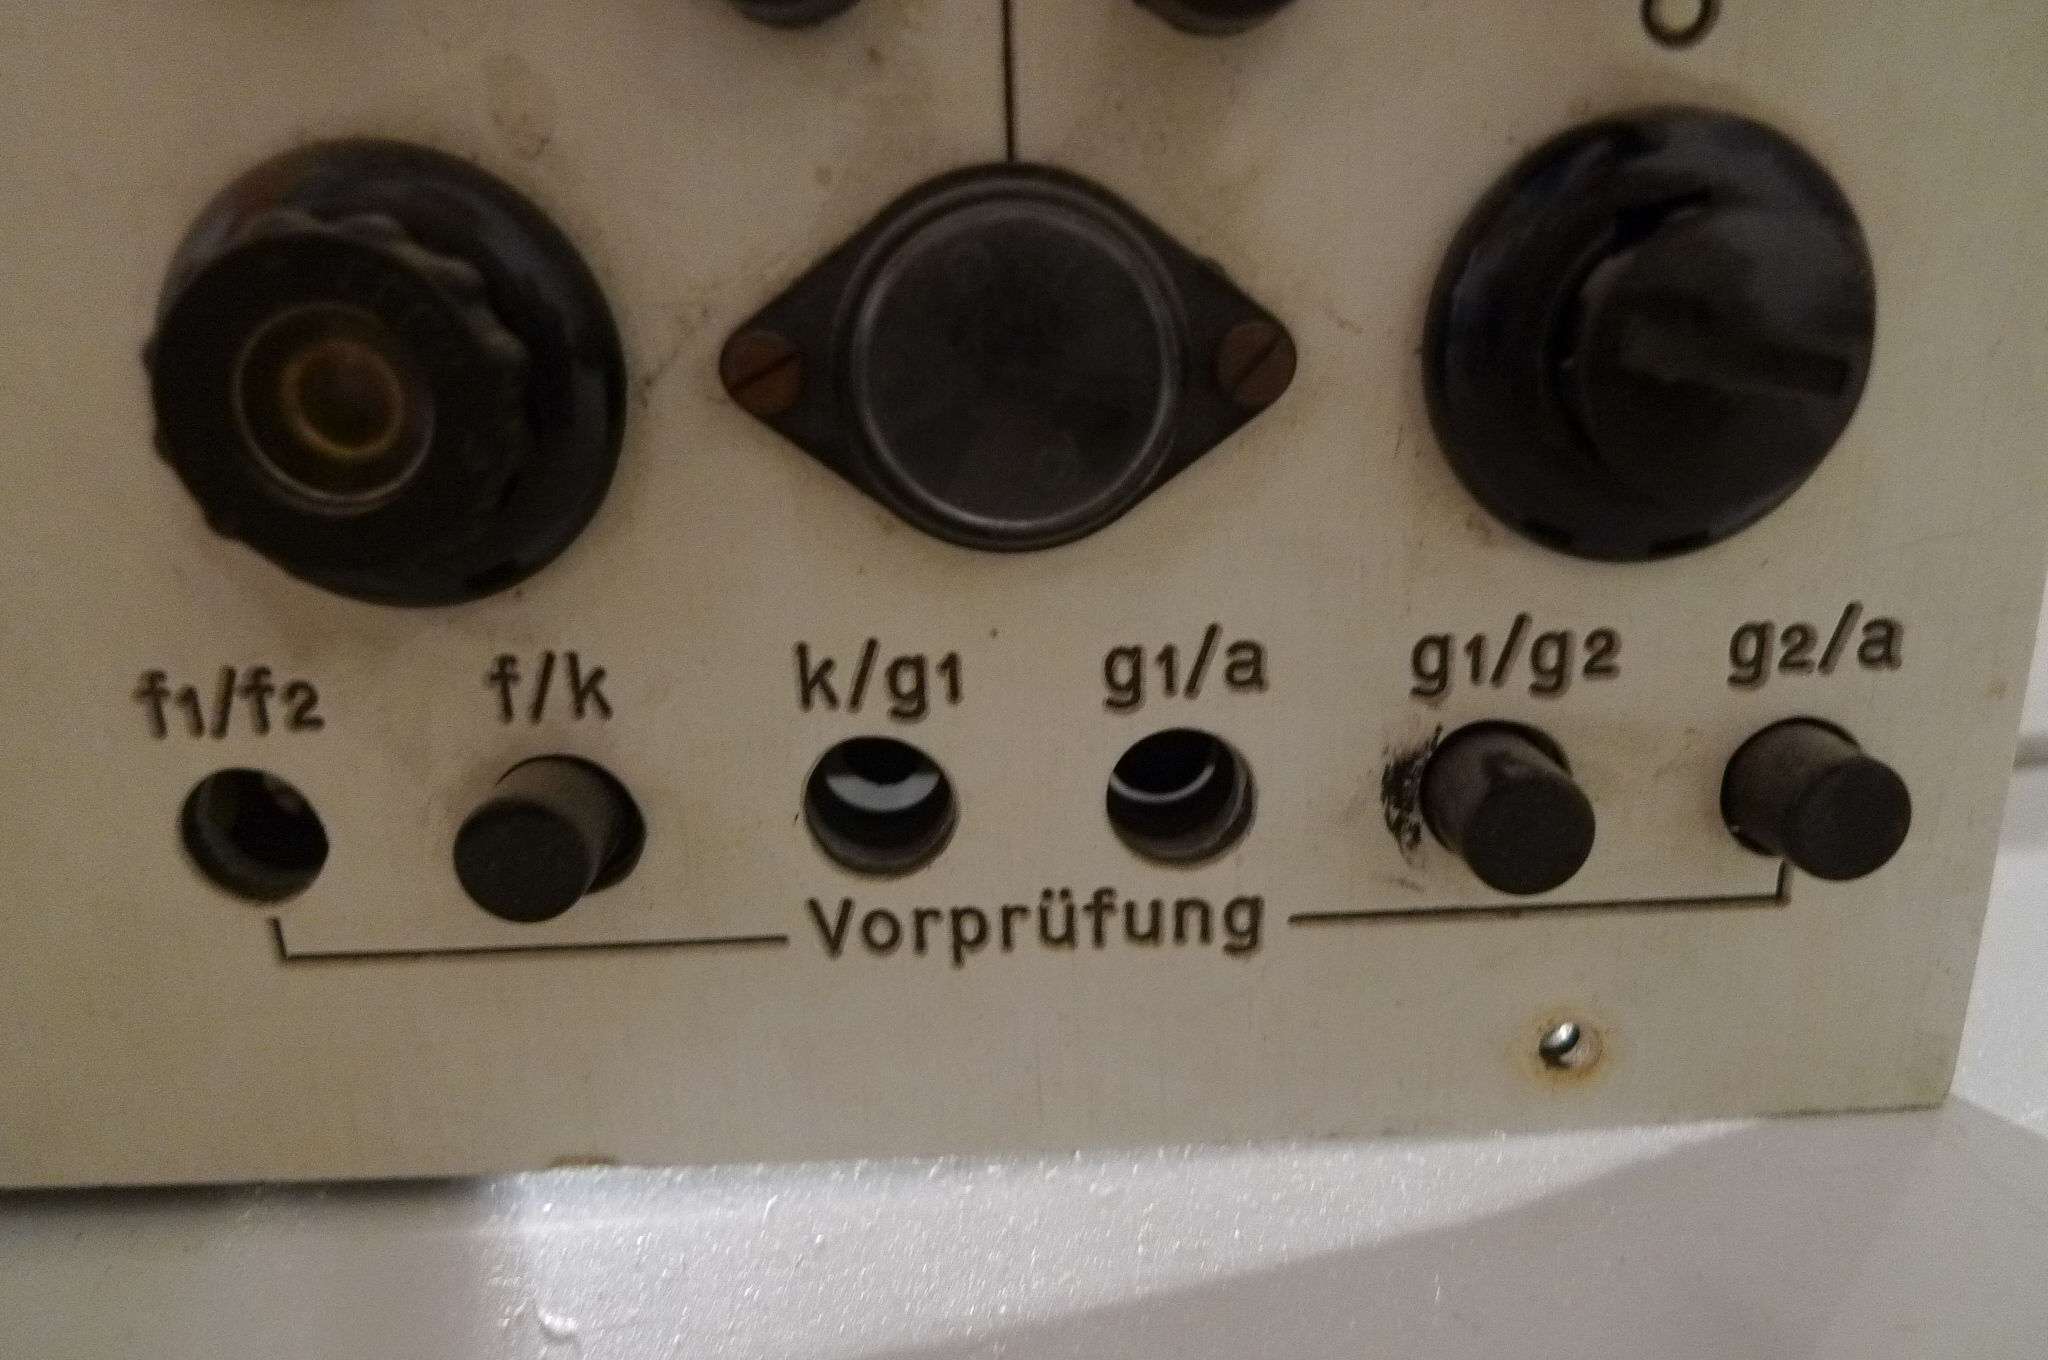 f1/f2 f/k k/g1 g1/a g1/g2 g2/a
Vorprüfung